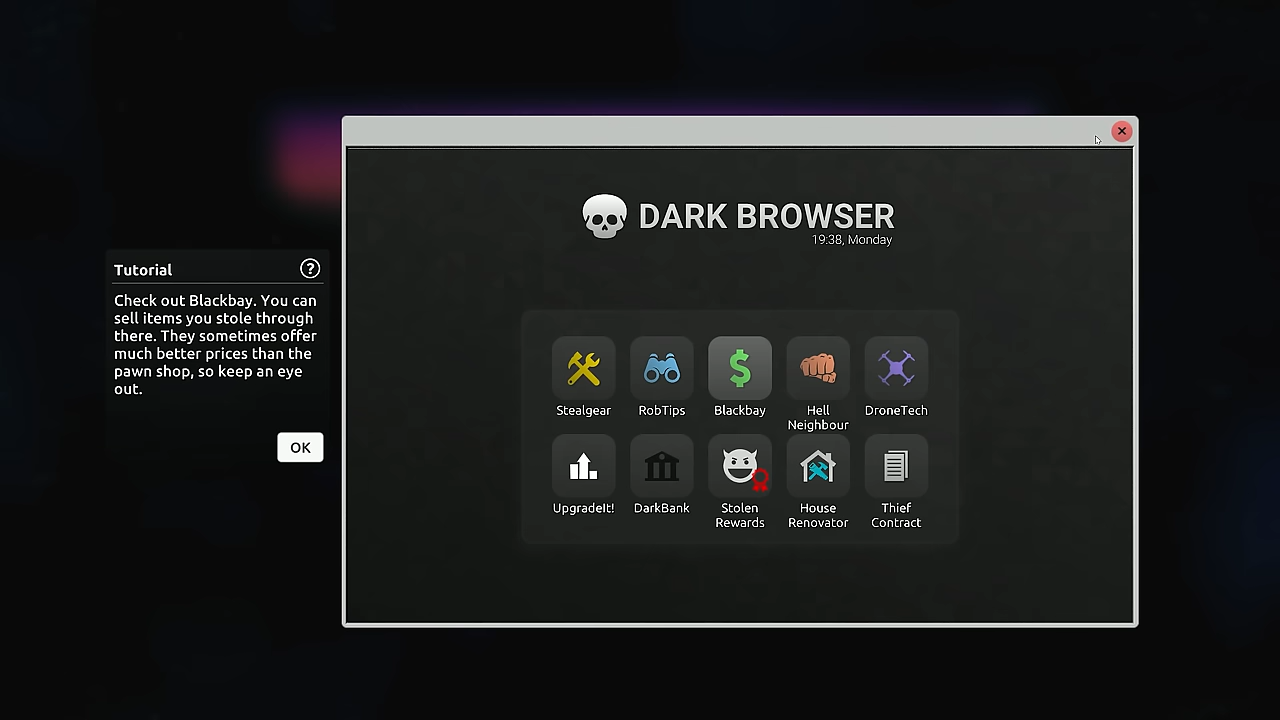 DARK BROWSER
19:38, Monday
Tutorial
?
Check out Blackbay. You can
sell items you stole through
there. They sometimes offer
much better prices than the
pawn shop, so keep an eye
out.
OK
Stealgear
RobTips
Blackbay
Hell
Neighbour
DroneTech
UpgradeIt!
DarkBank
Stolen
Rewards
House
Renovator
Thief
Contract